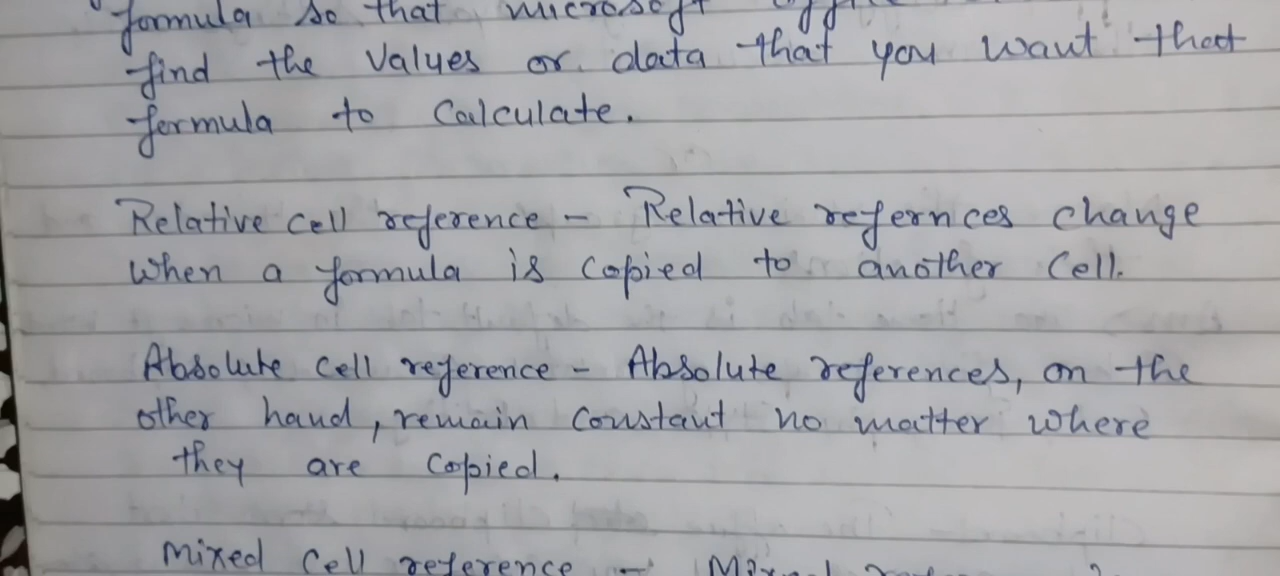 formula so that microsoft
find the values or data that you want that
formula to calculate.
Relative cell reference - Relative refernces change
when a formula is copied to another cell.
Absolute cell reference - Absolute references, on the
other hand, remain constant no matter where
they are copied.
Mixed cell reference -